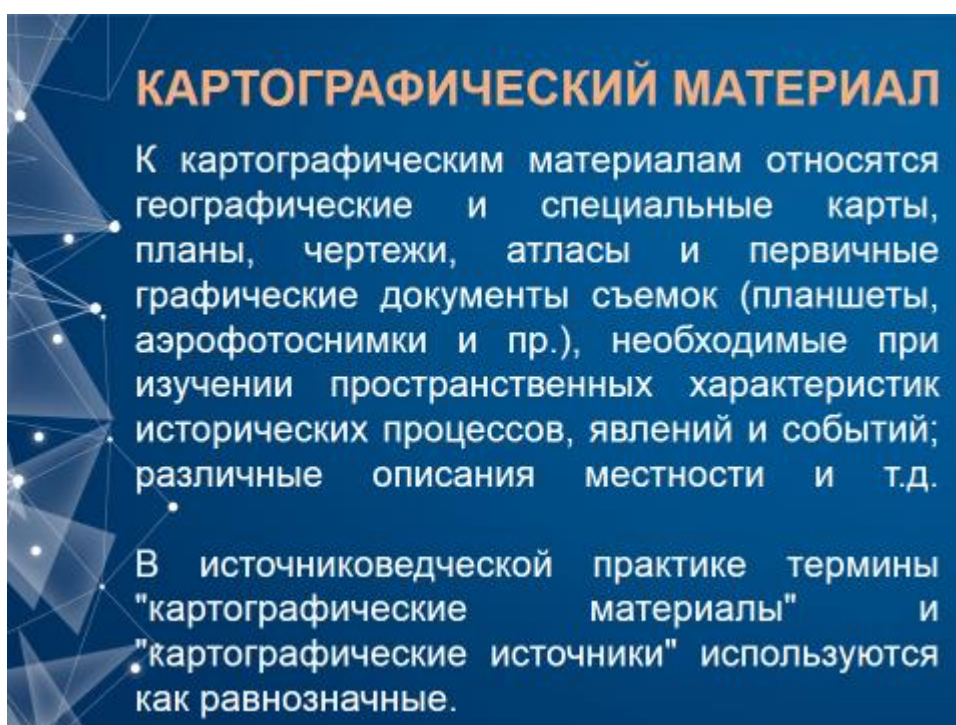 КАРТОГРАФИЧЕСКИЙ МАТЕРИАЛ
К картографическим материалам относятся
географические и специальные карты,
планы, чертежи, атласы и первичные
графические документы съемок (планшеты,
аэрофотоснимки и пр.), необходимые при
изучении пространственных характеристик
исторических процессов, явлений и событий;
различные описания местности и т.д.
В источниковедческой практике термины
"картографические материалы" и
"картографические источники" используются
как равнозначные.